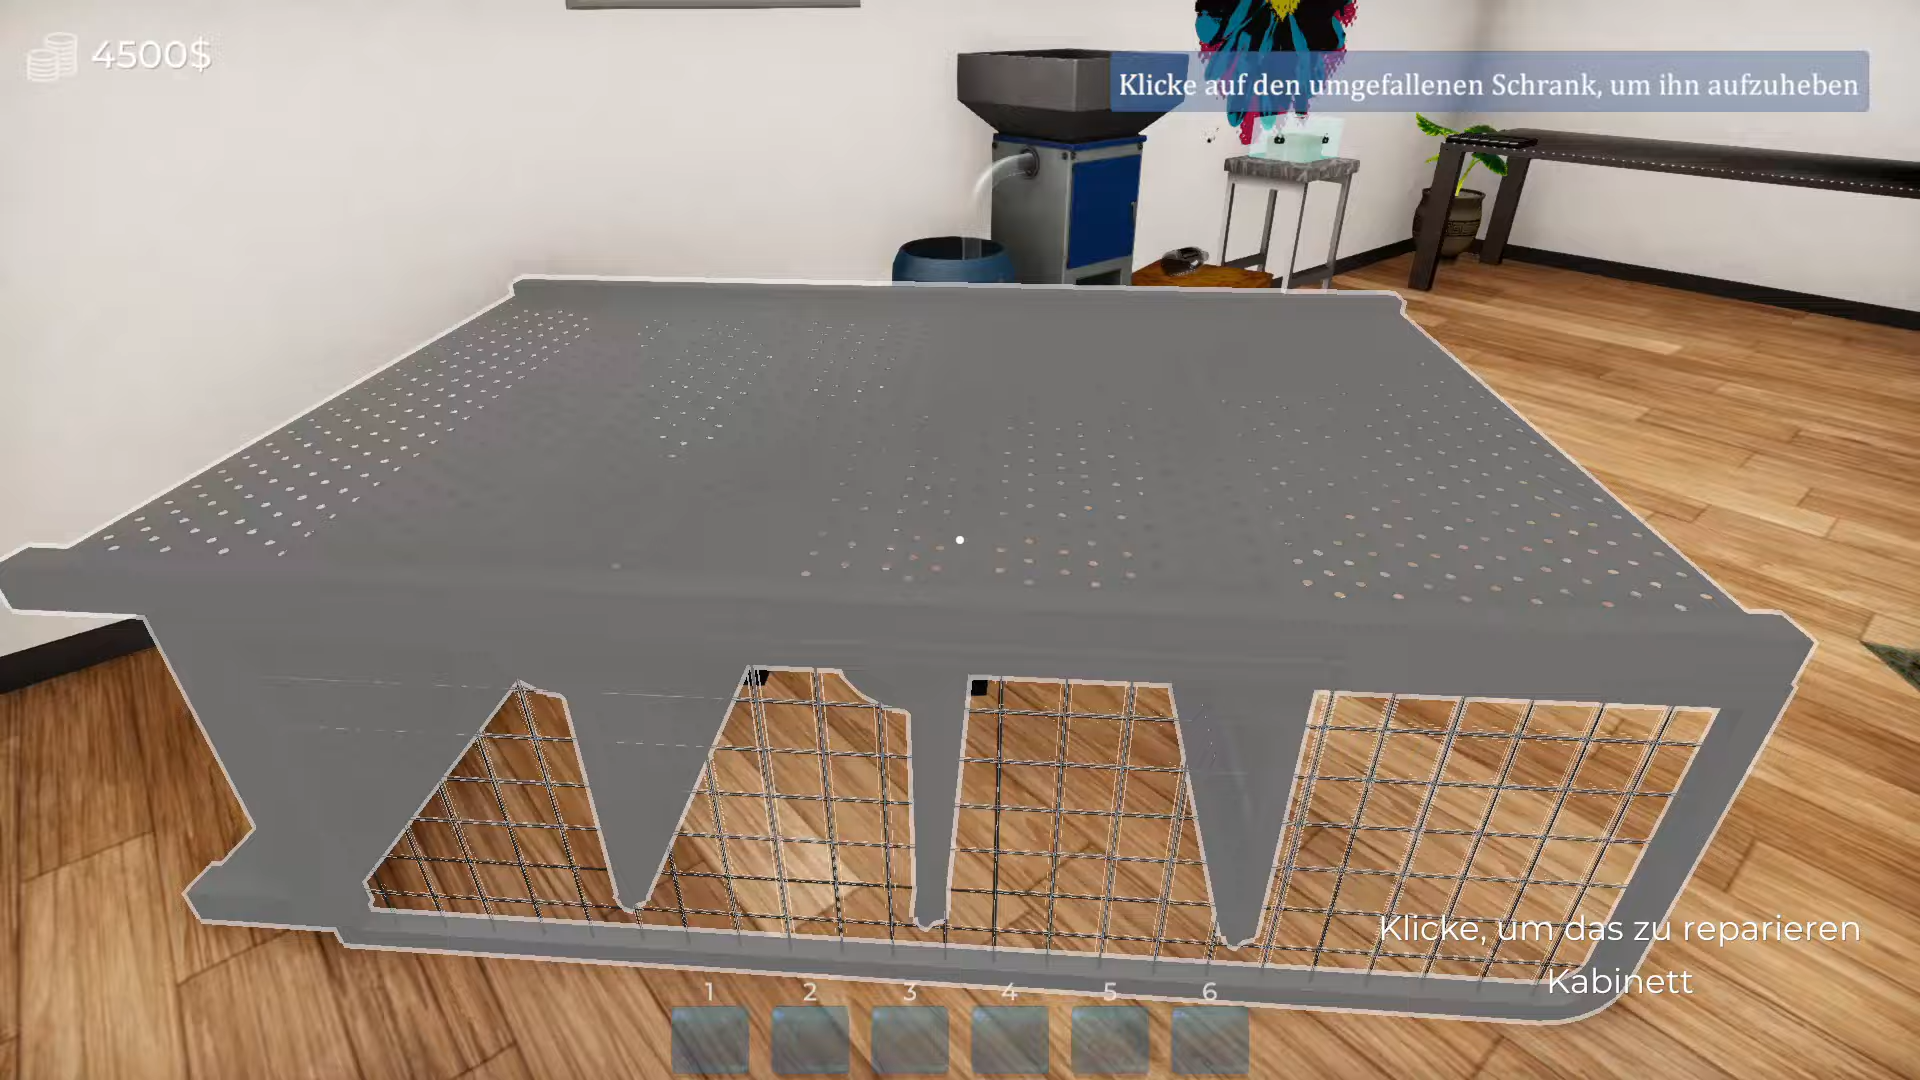 4500$
Klicke auf den umgefallenen Schrank, um ihn aufzuheben
Klicke, um das zu reparieren
Kabinett
1 2 3 4 5 6